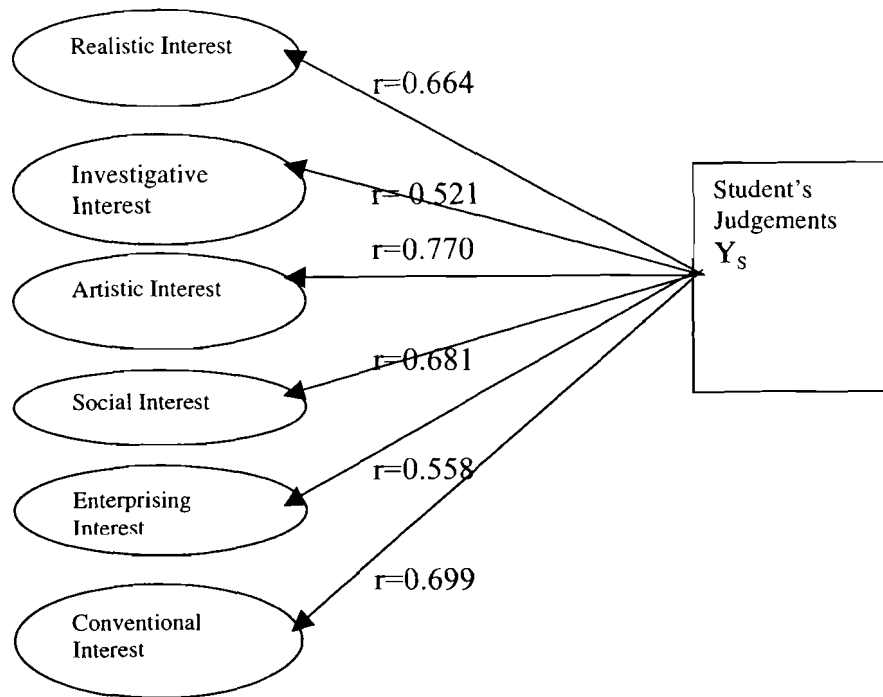 Realistic Interest
r=0.664
Investigative
Interest
r=0.521
Student's
Judgements
Y_S
r=0.770
Artistic Interest
r=0.681
Social Interest
r=0.558
Enterprising
Interest
r=0.699
Conventional
Interest